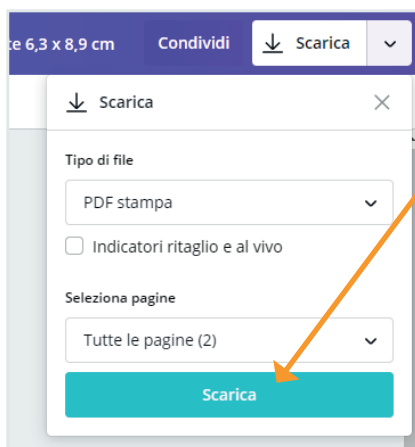 te 6,3 x 8,9 cm Condividi Scarica
Scarica
Tipo di file
PDF stampa
Indicatori ritaglio e al vivo
Seleziona pagine
Tutte le pagine (2)
Scarica